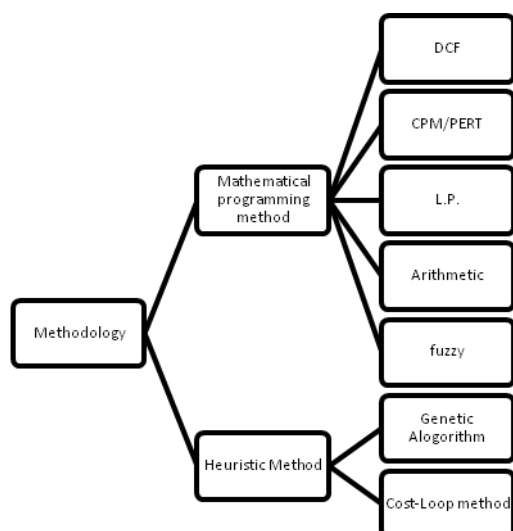 DCF
CPM/PERT
Mathematical
programming
method
L.P.
Arithmetic
Methodology
fuzzy
Genetic
Alogorithm
Heuristic Method
Cost-Loop method